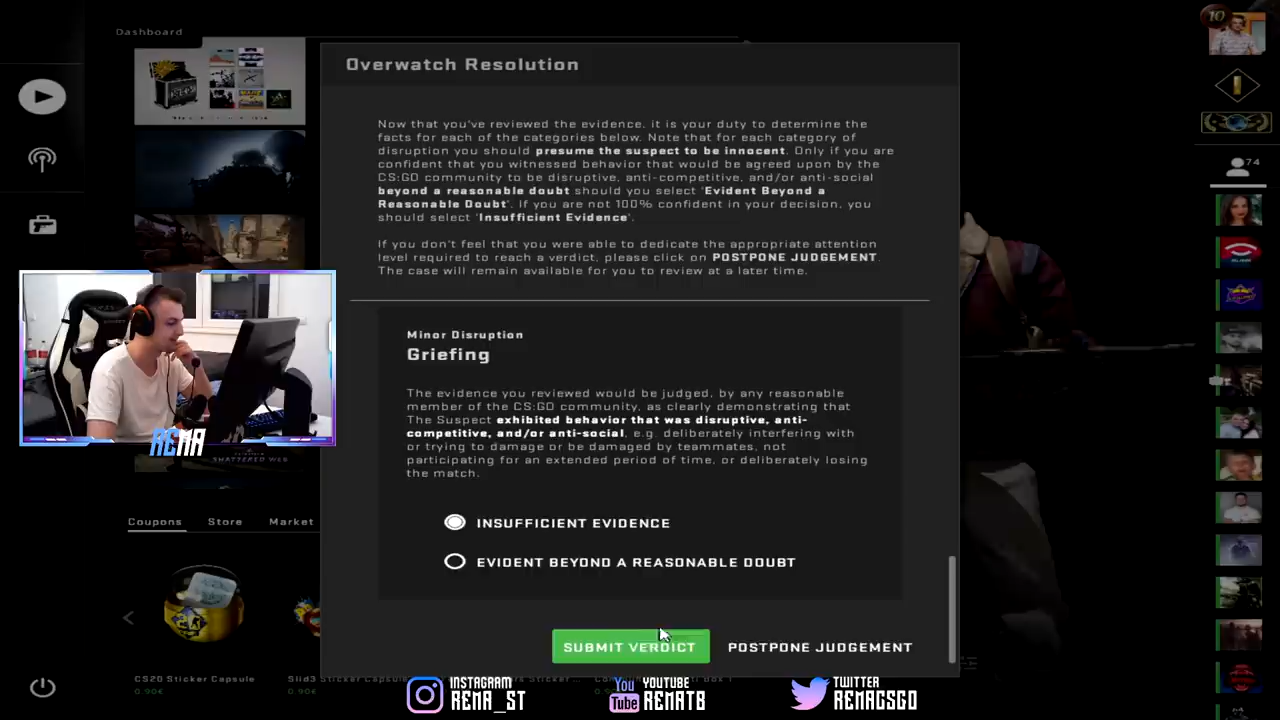 Dashboard
10
Overwatch Resolution
74
Now that you've reviewed the evidence, it is your duty to determine the
facts for each of the categories below. Note that for each category of
disruption you should presume the suspect to be innocent. Only if you are
confident that you witnessed behavior that would be agreed upon by the
CS:GO community to be disruptive, anti-competitive, and/or anti-social
beyond a reasonable doubt should you select 'Evident Beyond a
Reasonable Doubt'. If you are not 100% confident in your decision, you
should select 'Insufficient Evidence'.
If you don't feel that you were able to dedicate the appropriate attention
level required to reach a verdict, please click on POSTPONE JUDGEMENT.
The case will remain available for you to review at a later time.
Minor Disruption
Griefing
The evidence you reviewed would be judged, by any reasonable
member of the CS:GO community, as clearly demonstrating that
The Suspect exhibited behavior that was disruptive, anti-
competitive, and/or anti-social, e.g. deliberately interfering with
or trying to damage or be damaged by teammates, not
participating for an extended period of time, or deliberately losing
the match.
INSUFFICIENT EVIDENCE
EVIDENT BEYOND A REASONABLE DOUBT
SUBMIT VERDICT
POSTPONE JUDGEMENT
REMA
SHATTERED WEB
Coupons Store Market
CS20 Sticker Capsule
0.90€
INSTAGRAM
REMA_ST
You
Tube
YOUTUBE
REMATB
TWITTER
REMACSGO